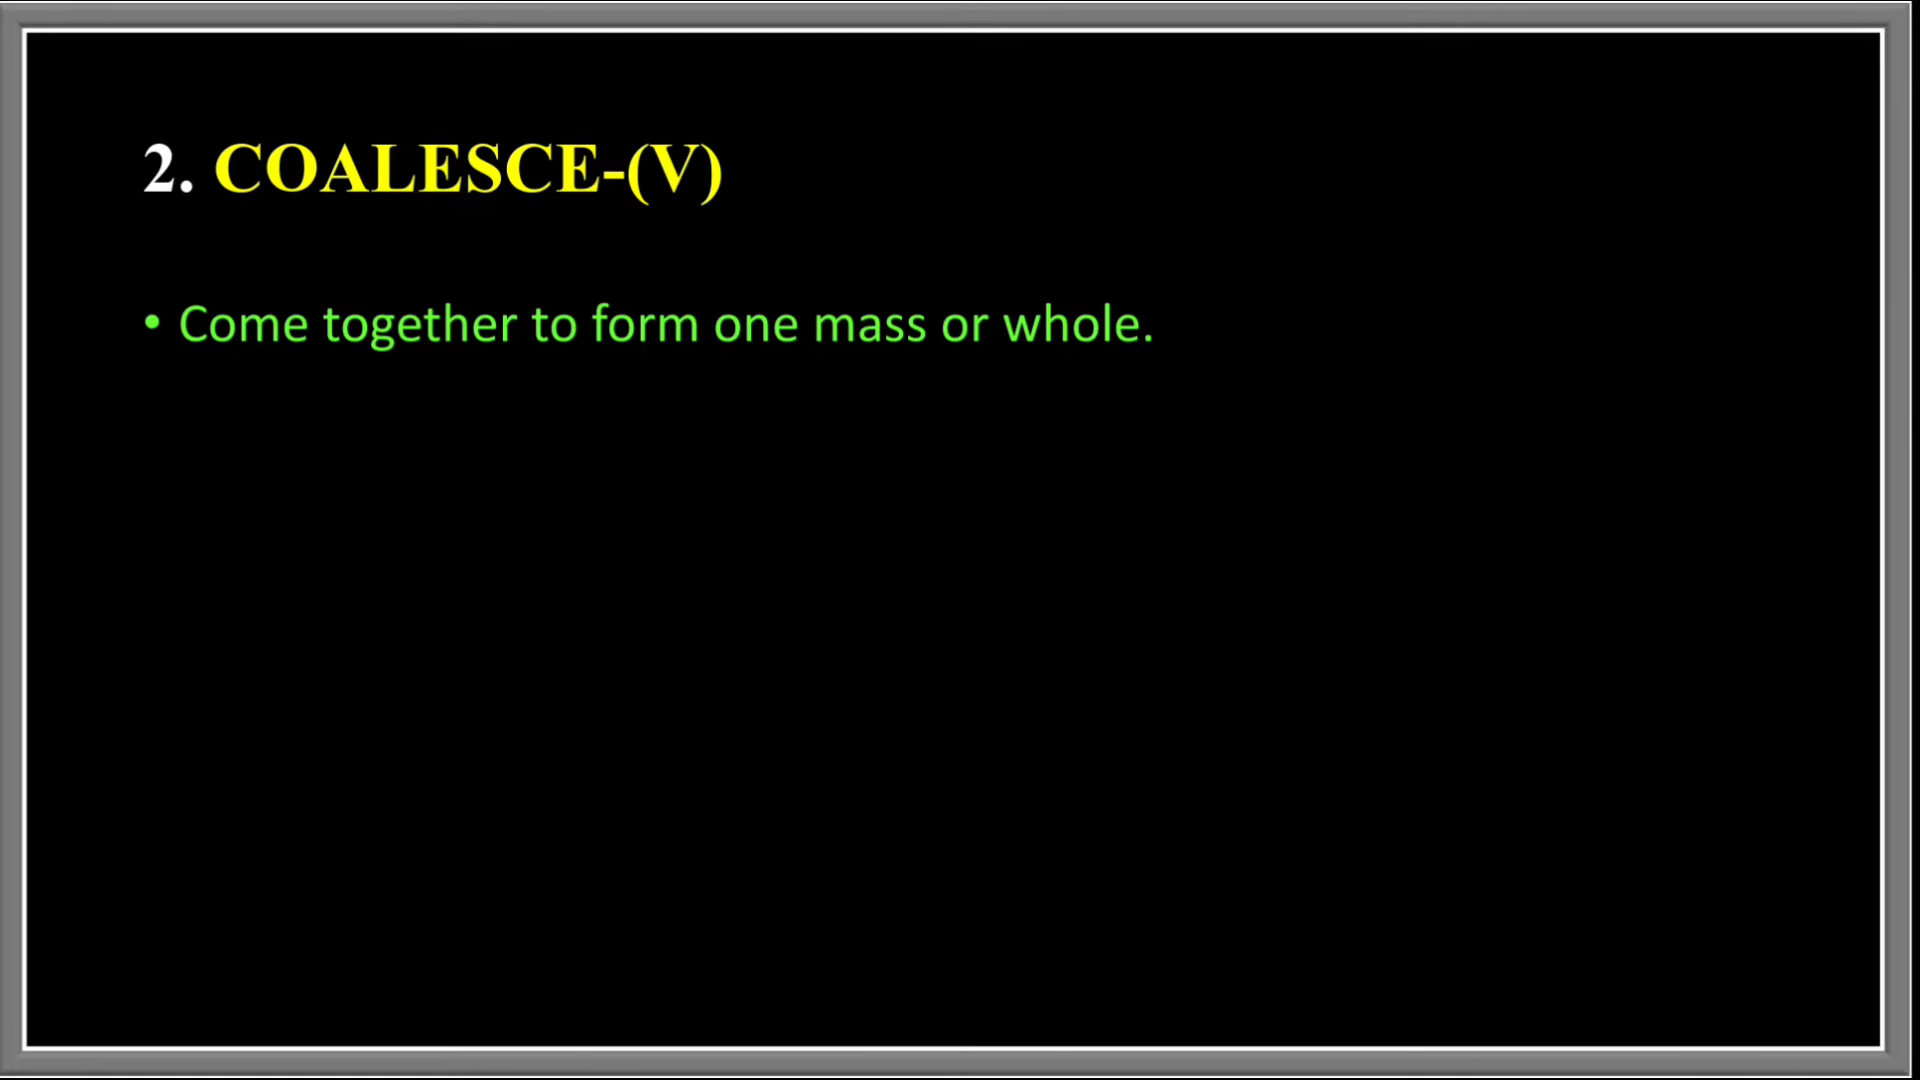 2. COALESCE-(V)
• Come together to form one mass or whole.